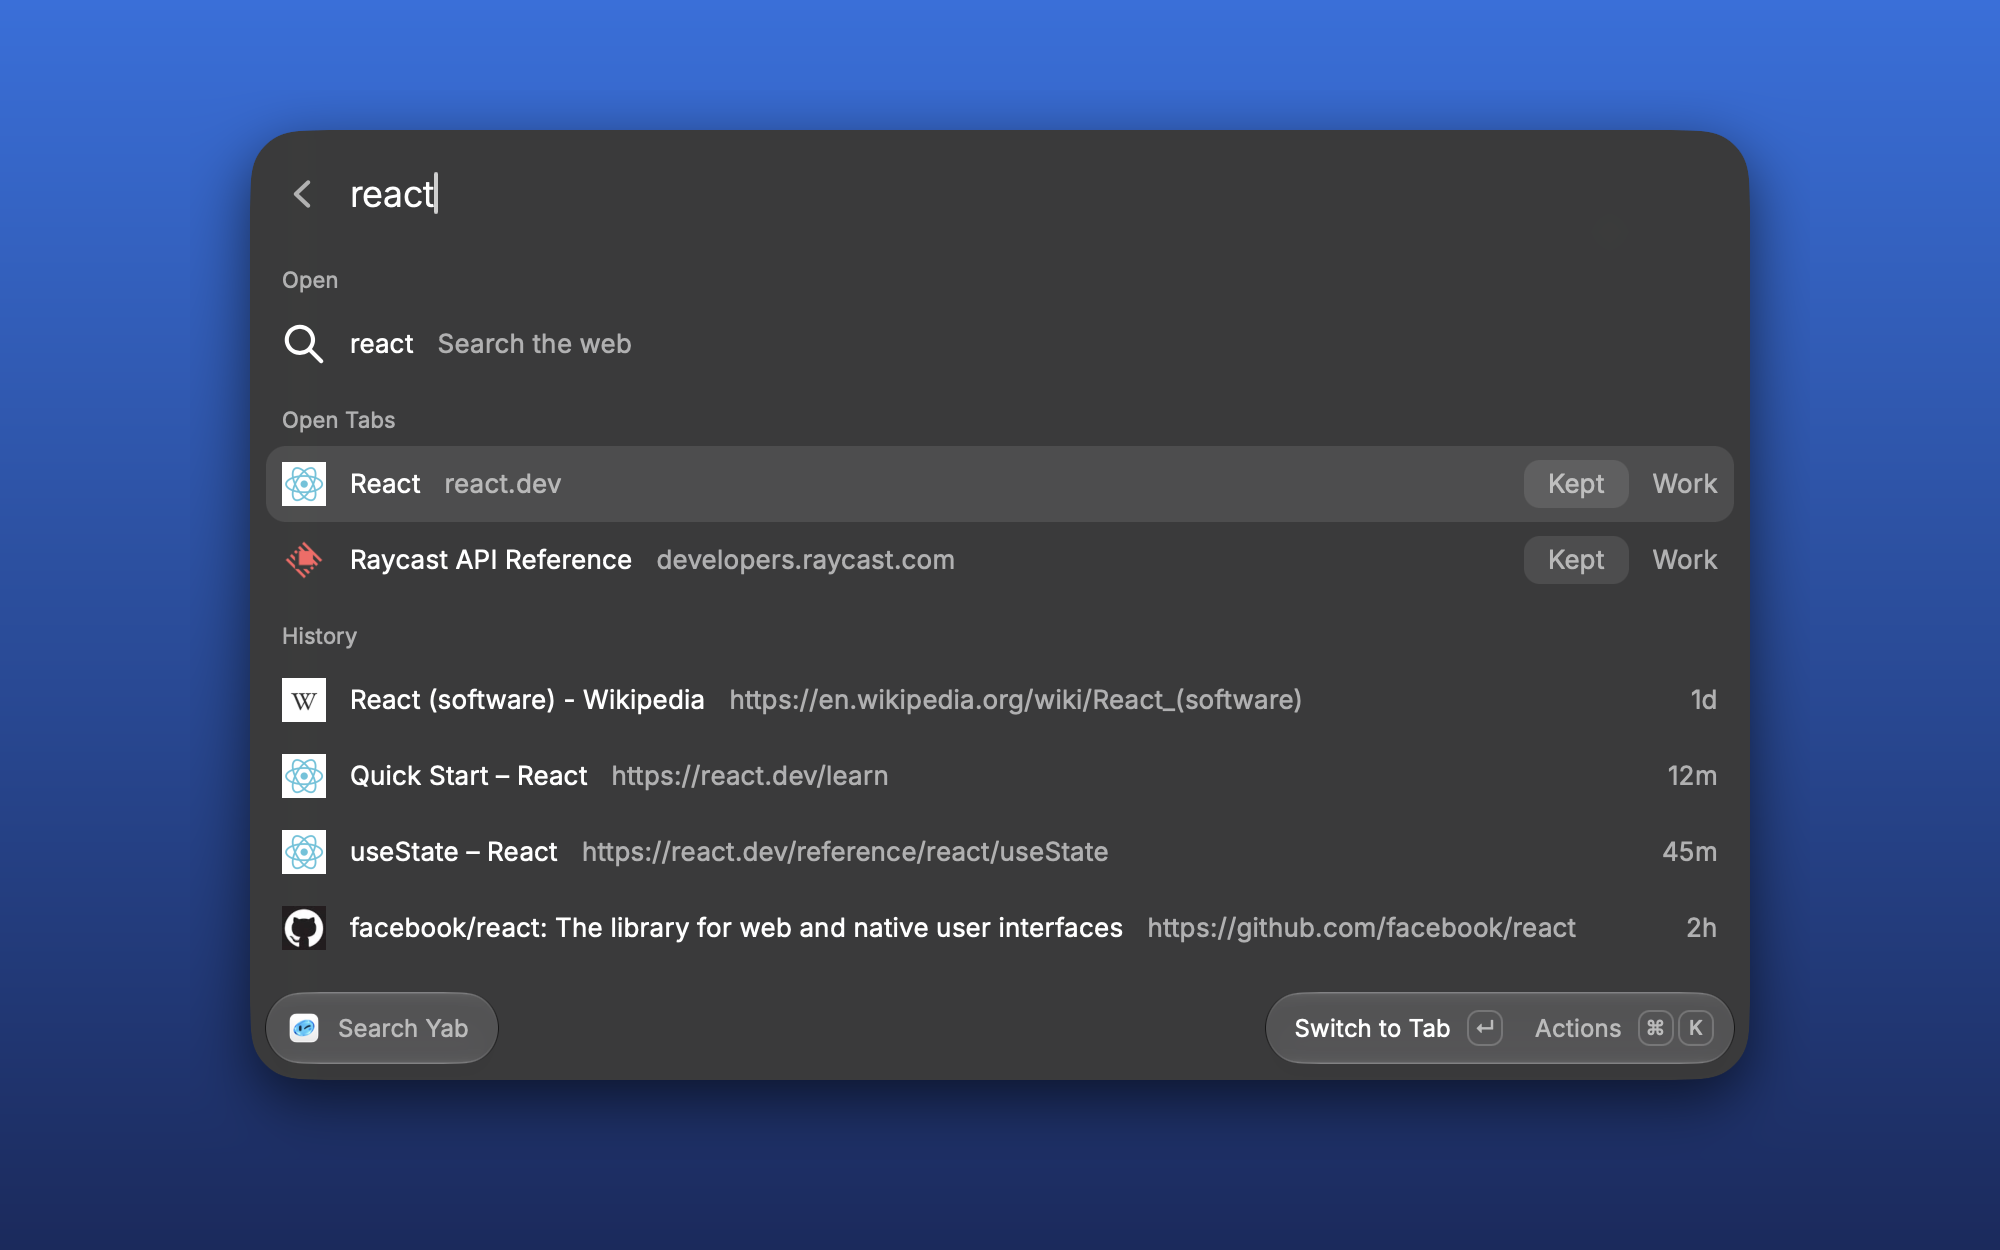 react
Open
react Search the web
Open Tabs
React react.dev Kept Work
Raycast API Reference developers.raycast.com Kept Work
History
W React (software) - Wikipedia https://en.wikipedia.org/wiki/React_(software) 1d
Quick Start – React https://react.dev/learn 12m
useState – React https://react.dev/reference/react/useState 45m
facebook/react: The library for web and native user interfaces https://github.com/facebook/react 2h
Search Yab Switch to Tab ↵ Actions ⌘ K